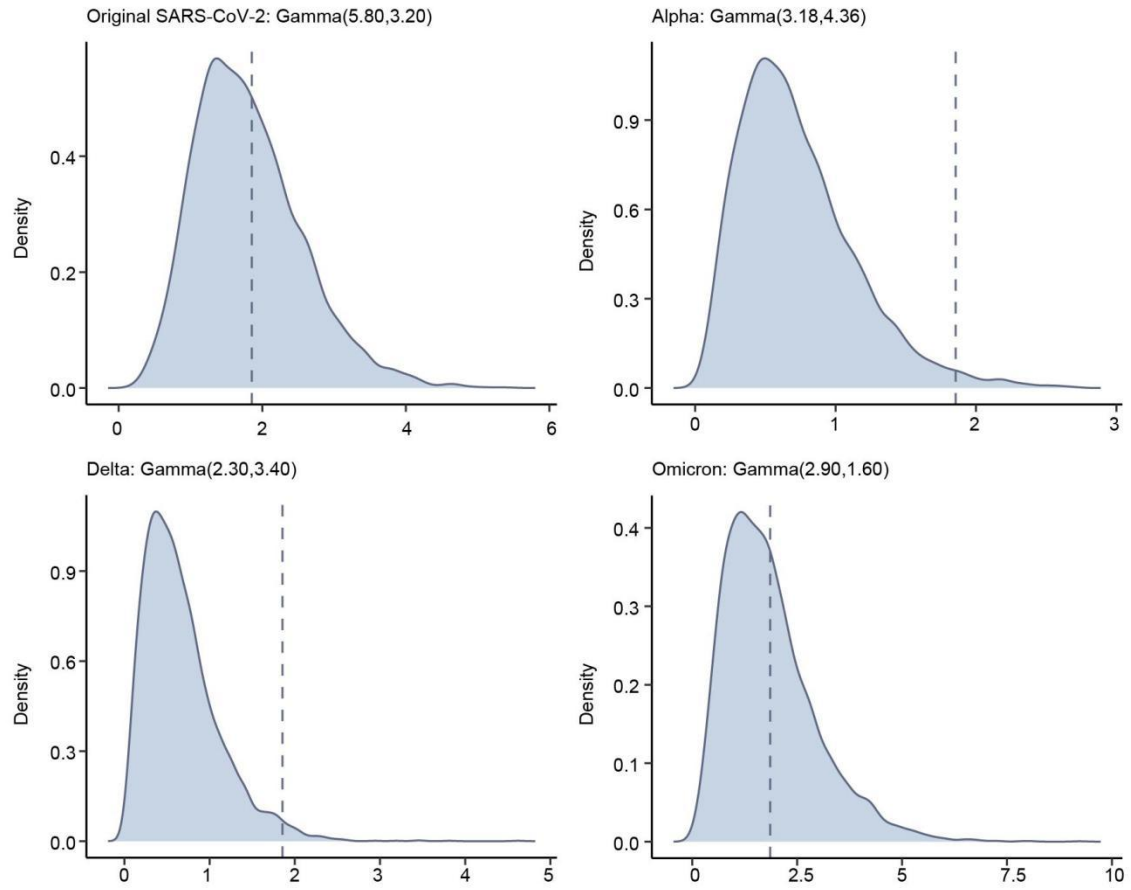 Original SARS-CoV-2: Gamma(5.80,3.20)
Density
0.4
0.2
0.0
0 2 4 6
Alpha: Gamma(3.18,4.36)
Density
0.9
0.6
0.3
0.0
0 1 2 3
Delta: Gamma(2.30,3.40)
Density
0.9
0.6
0.3
0.0
0 1 2 3 4 5
Omicron: Gamma(2.90,1.60)
Density
0.4
0.3
0.2
0.1
0.0
0 2.5 5 7.5 10